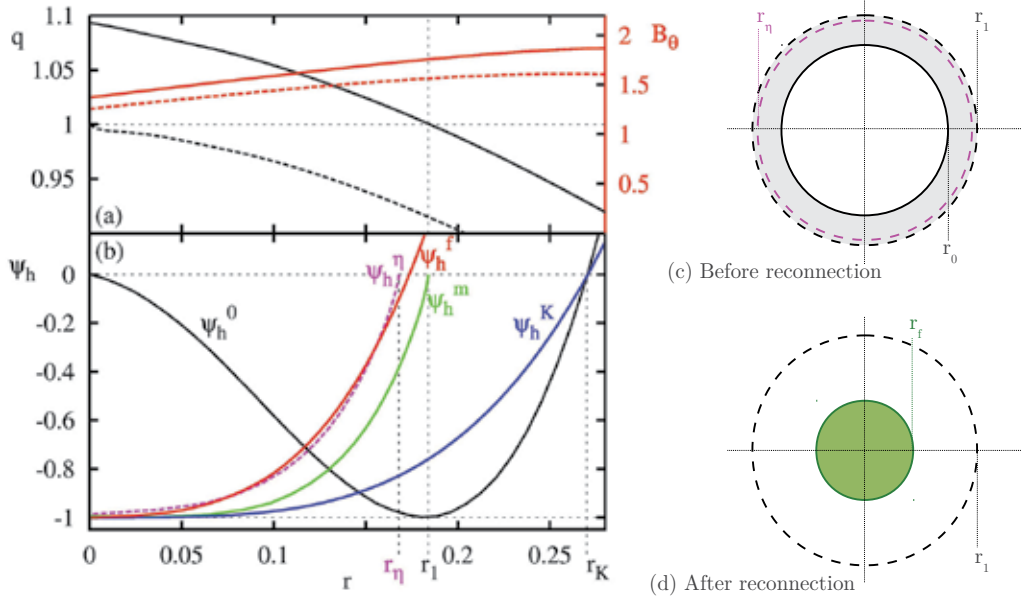 1.1
q
1.05
1
0.95
(a)
2
B_θ
1.5
1
0.5
(b)
ψ_h
0
-0.2
-0.4
-0.6
-0.8
-1
ψ_h^0
ψ_h^η
ψ_h^f
ψ_h^m
ψ_h^K
0
0.05
0.1
0.2
0.25
r
r_η
r_1
r_K
r_η
r_1
r_0
(c) Before reconnection
r_f
r_1
(d) After reconnection